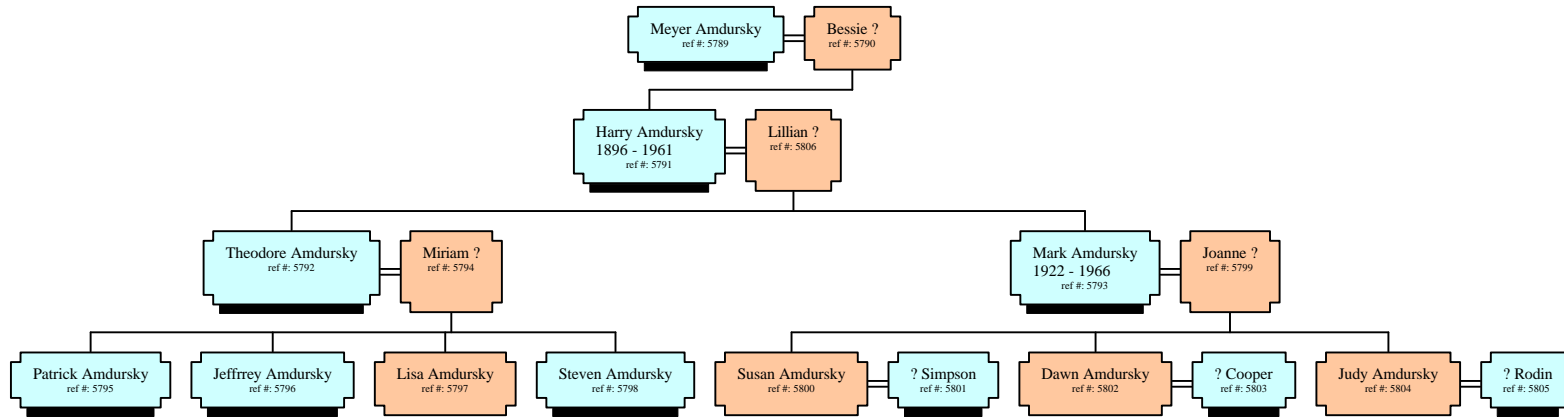 Meyer Amdursky
ref #: 5789
Bessie ?
ref #: 5790
Harry Amdursky
1896 - 1961
ref #: 5791
Lillian ?
ref #: 5806
Theodore Amdursky
ref #: 5792
Miriam ?
ref #: 5794
Mark Amdursky
1922 - 1966
ref #: 5793
Joanne ?
ref #: 5799
Patrick Amdursky
ref #: 5795
Jeffrrey Amdursky
ref #: 5796
Lisa Amdursky
ref #: 5797
Steven Amdursky
ref #: 5798
Susan Amdursky
ref #: 5800
? Simpson
ref #: 5801
Dawn Amdursky
ref #: 5802
? Cooper
ref #: 5803
Judy Amdursky
ref #: 5804
? Rodin
ref #: 5805